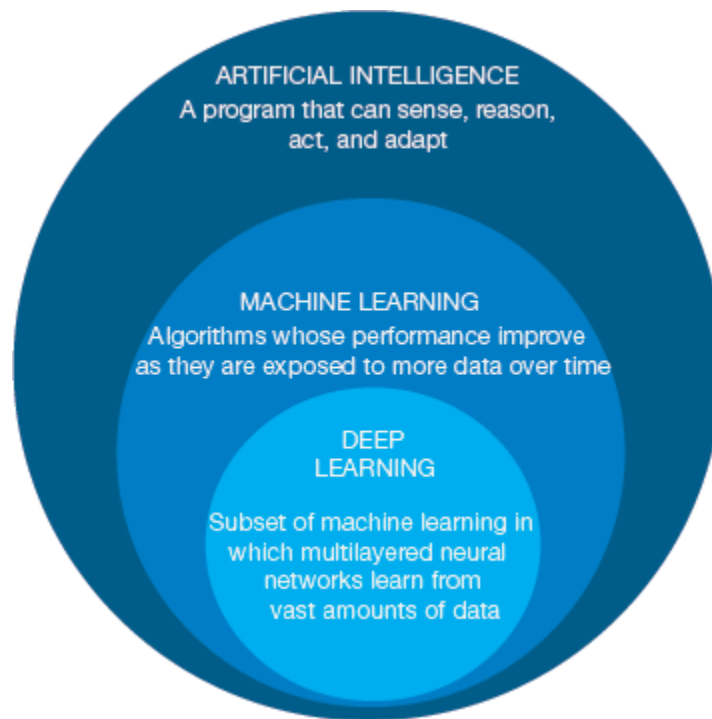 ARTIFICIAL INTELLIGENCE
A program that can sense, reason,
act, and adapt
MACHINE LEARNING
Algorithms whose performance improve
as they are exposed to more data over time
DEEP
LEARNING
Subset of machine learning in
which multilayered neural
networks learn from
vast amounts of data